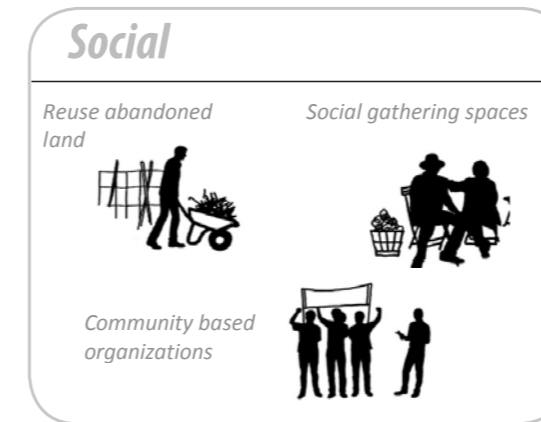 Social
Reuse abandoned
land
Social gathering spaces
Community based
organizations